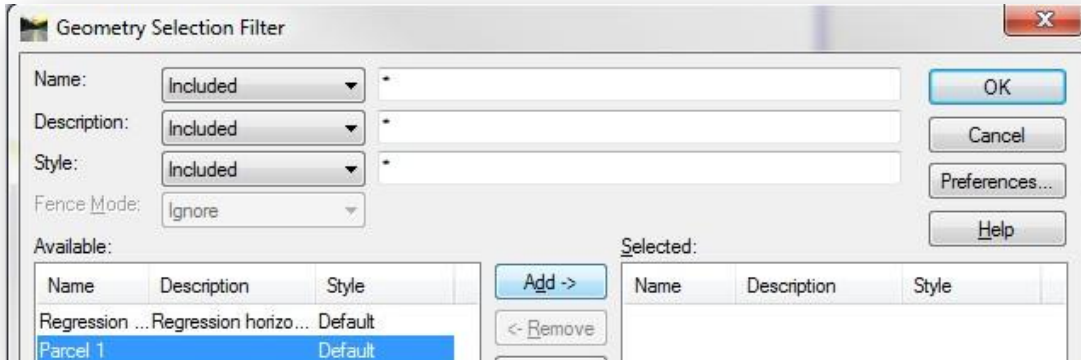 Geometry Selection Filter
Name: Included * OK
Description: Included * Cancel
Style: Included * Preferences...
Fence Mode: Ignore Help
Available: Selected:
Name Description Style Add -> Name Description Style
Regression ... Regression horizo... Default <- Remove
Parcel 1 Default